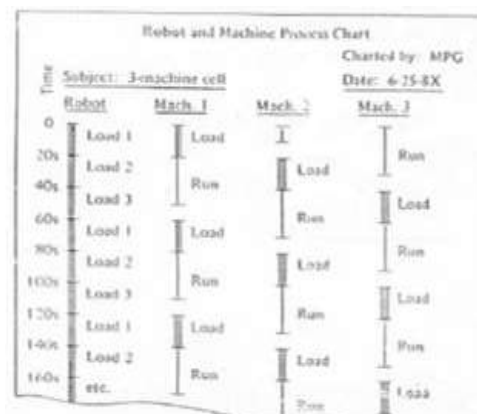 Robot and Machine Process Chart
Charted by: MPG
Subject: 3-machine cell
Date: 6-25-8X
Time
Robot Mach. 1 Mach. 2 Mach. 3
0
Load 1 Load
Run
20s
Load 2 Load
40s Run
Load 3 Load
60s Run
Load 1 Load
80s Run
Load 2 Load
100s Run
Load 3 Load
120s Run
Load 1 Load
140s Run Run
Load 2 Load
160s Run Load
etc. Run